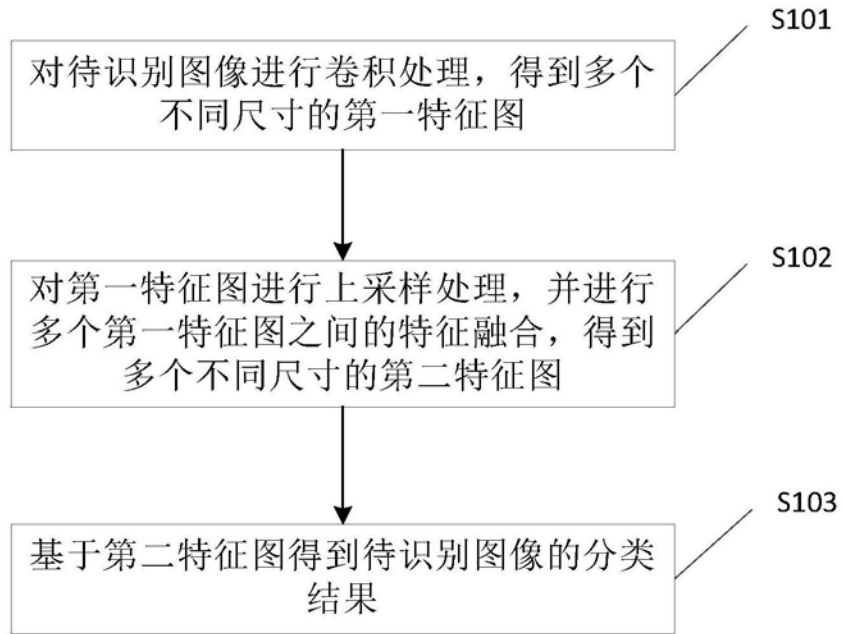 S101
对待识别图像进行卷积处理，得到多个
不同尺寸的第一特征图
S102
对第一特征图进行上采样处理，并进行
多个第一特征图之间的特征融合，得到
多个不同尺寸的第二特征图
S103
基于第二特征图得到待识别图像的分类
结果